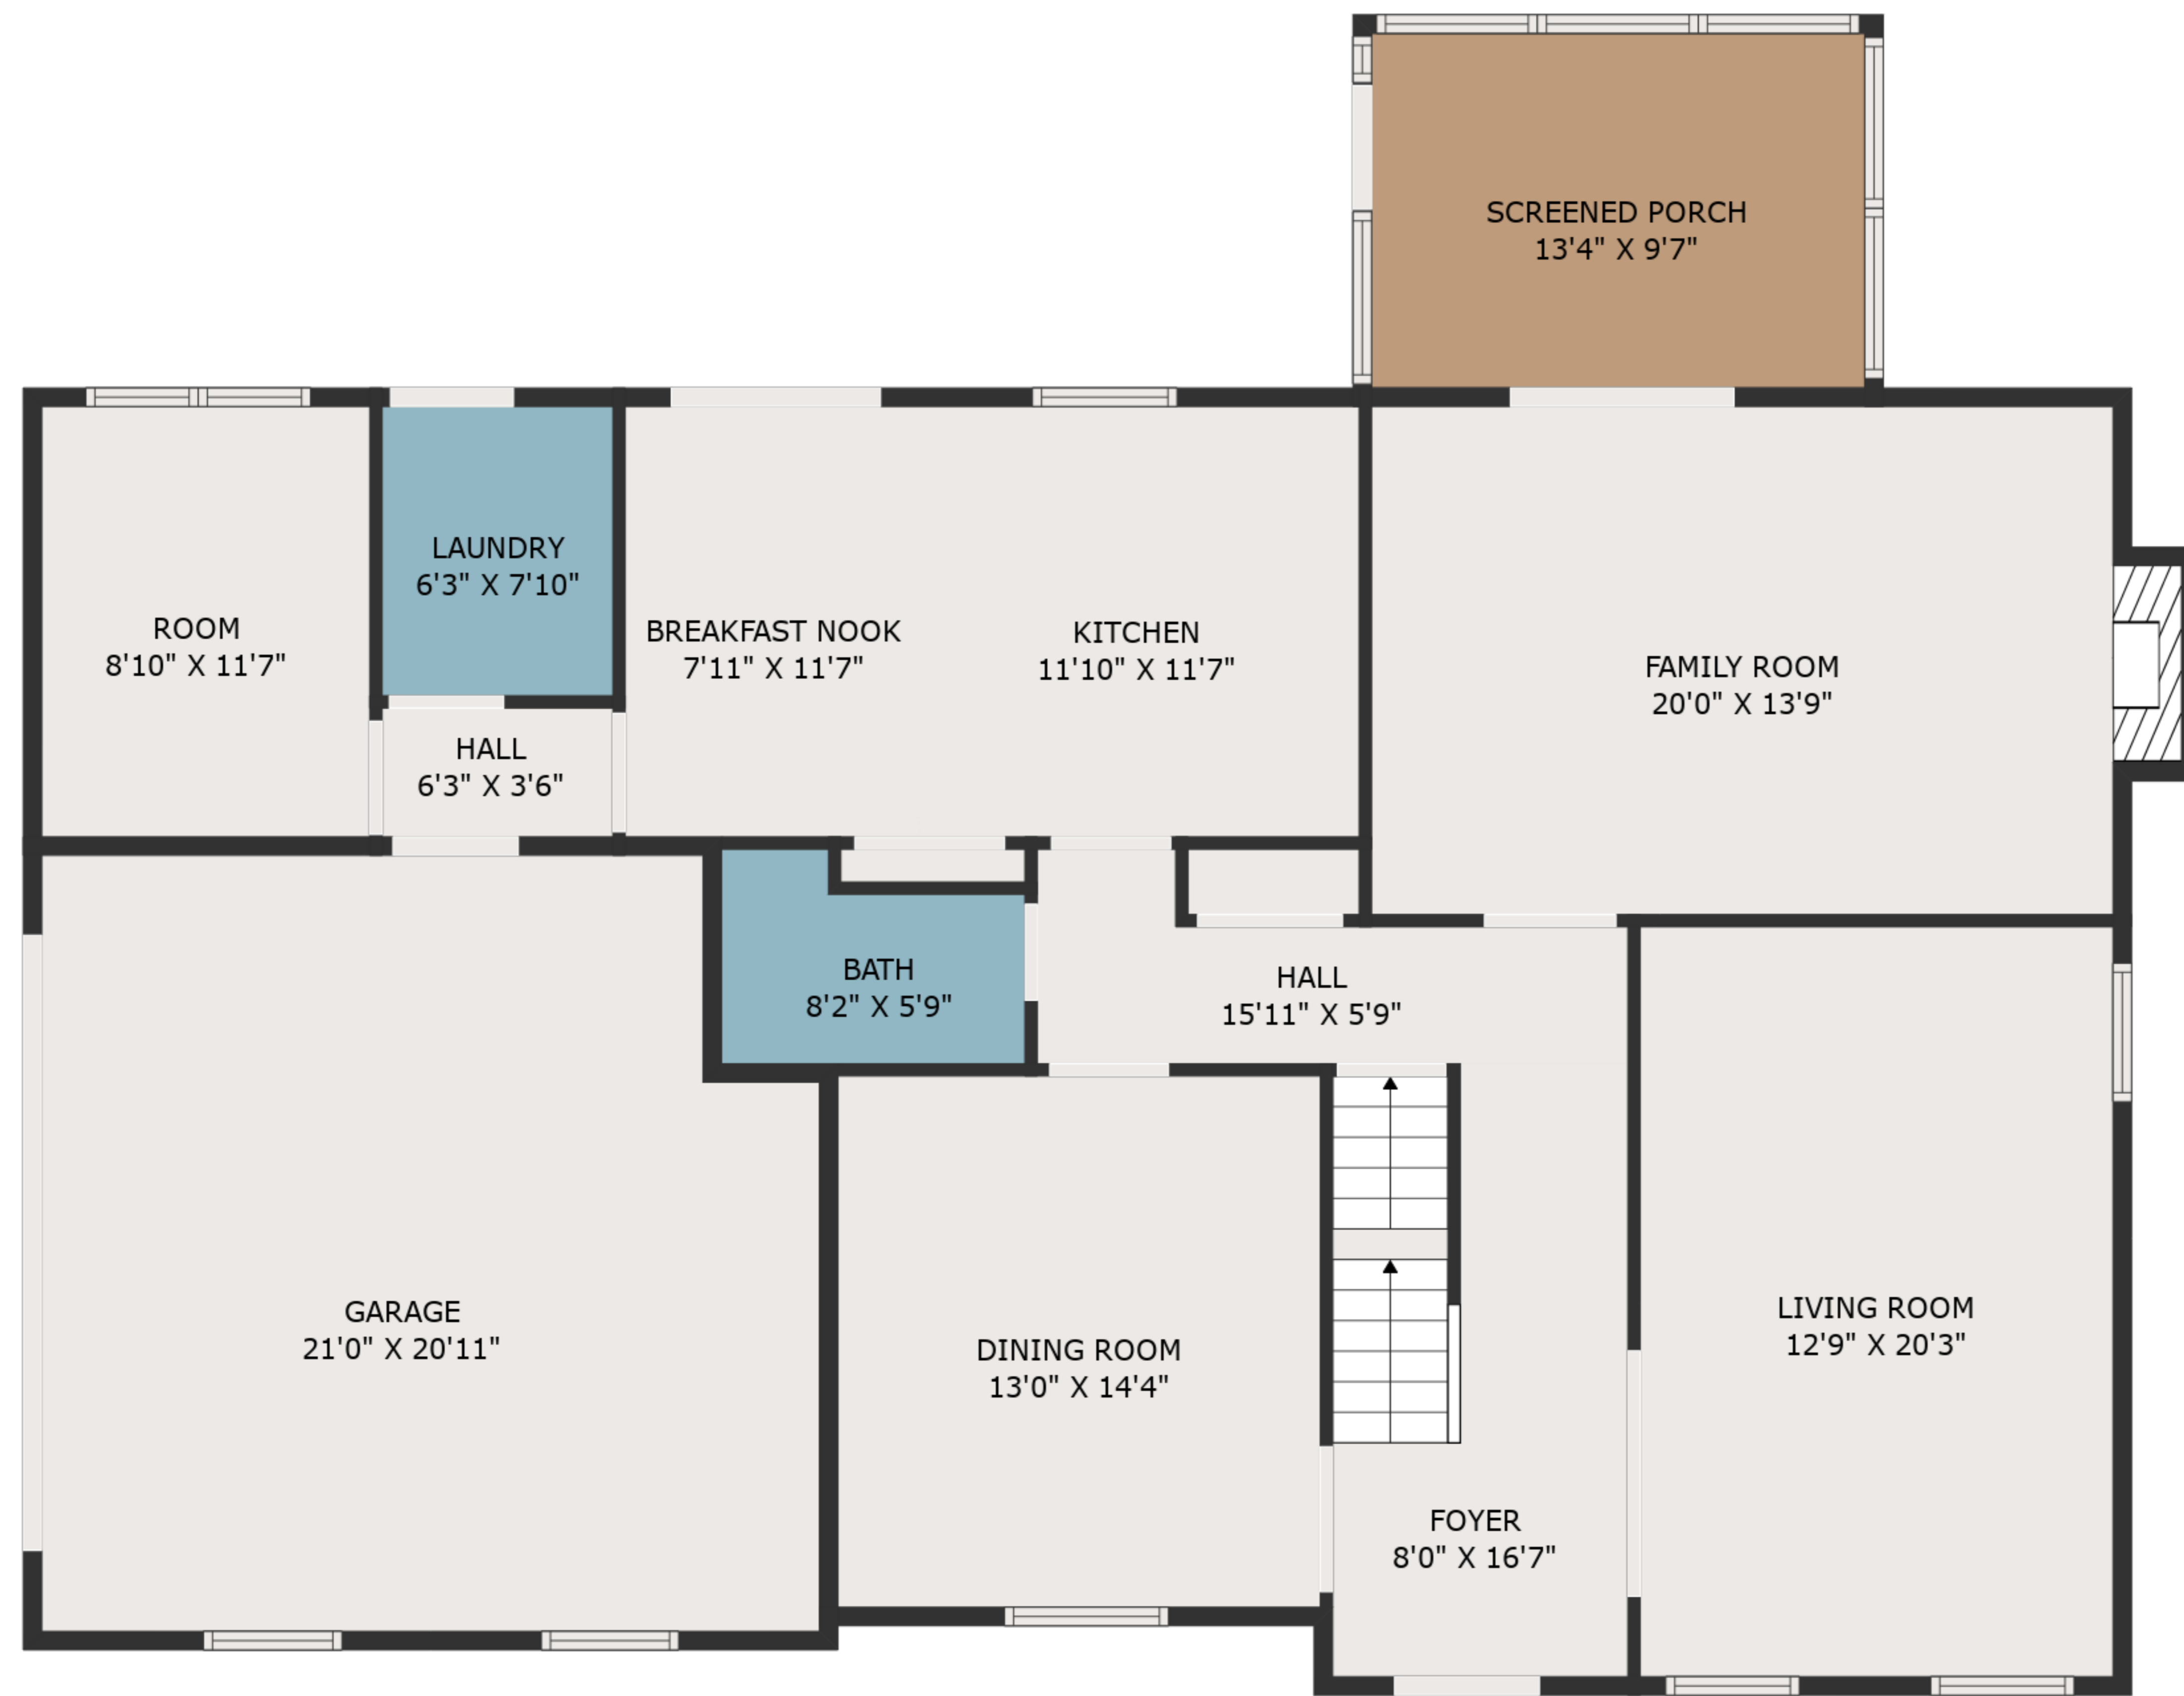 SCREENED PORCH
13'4" X 9'7"
LAUNDRY
6'3" X 7'10"
ROOM
8'10" X 11'7"
BREAKFAST NOOK
7'11" X 11'7"
KITCHEN
11'10" X 11'7"
FAMILY ROOM
20'0" X 13'9"
HALL
6'3" X 3'6"
BATH
8'2" X 5'9"
HALL
15'11" X 5'9"
GARAGE
21'0" X 20'11"
DINING ROOM
13'0" X 14'4"
LIVING ROOM
12'9" X 20'3"
FOYER
8'0" X 16'7"